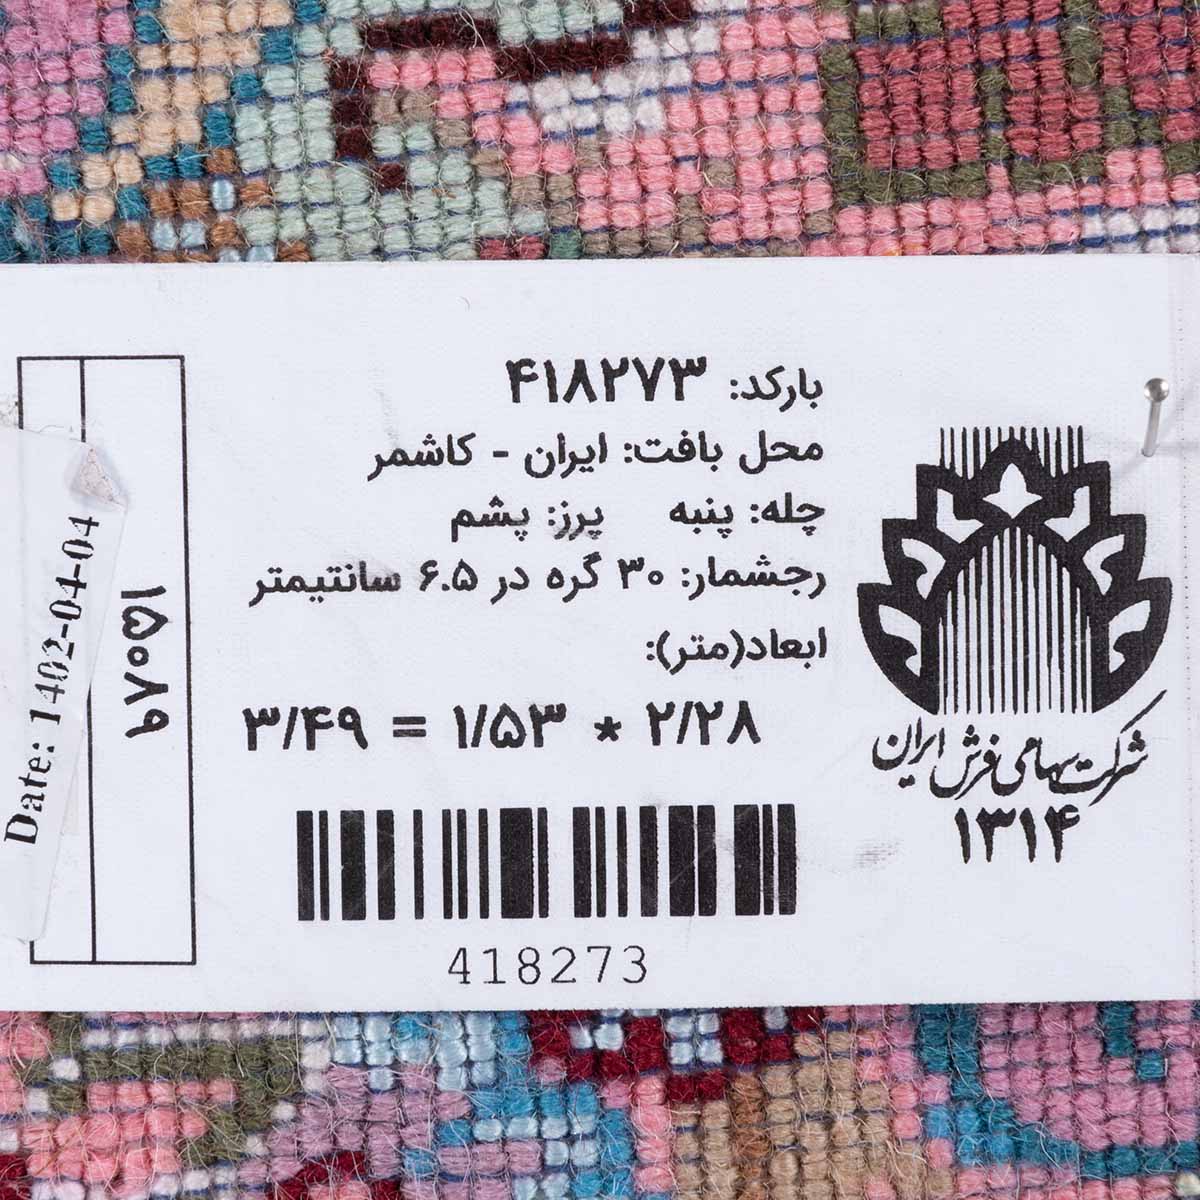 بارکد: ۴۱۸۲۷۳
محل بافت: ایران - کاشمر
چله: پنبه پرز: پشم
رجشمار: ۳۰ گره در ۶.۵ سانتیمتر
ابعاد(متر):
۲/۲۸ * ۱/۵۳ = ۳/۴۹
418273
شرکت سهامی فرش ایران
۱۳۱۴
۱۵۰۸۹
Date: 1402-04-04